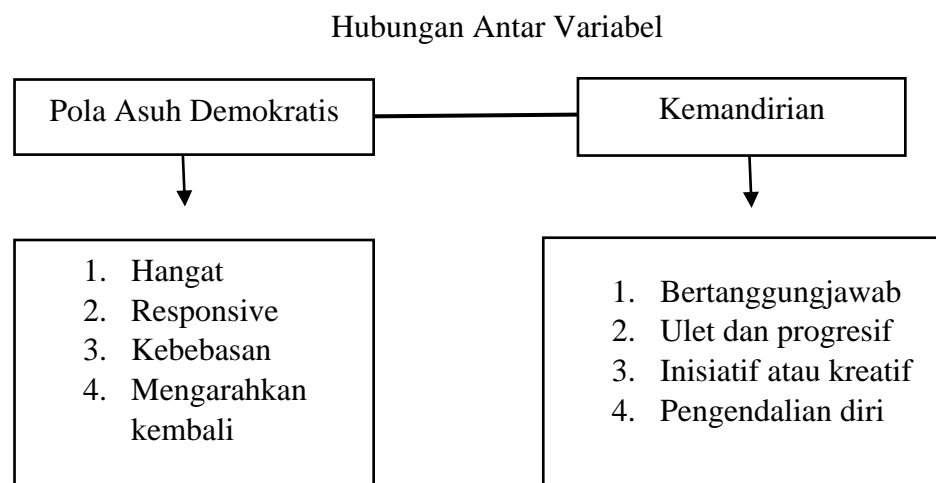 Hubungan Antar Variabel
Pola Asuh Demokratis
Kemandirian
1. Hangat
2. Responsive
3. Kebebasan
4. Mengarahkan
kembali
1. Bertanggungjawab
2. Ulet dan progresif
3. Inisiatif atau kreatif
4. Pengendalian diri